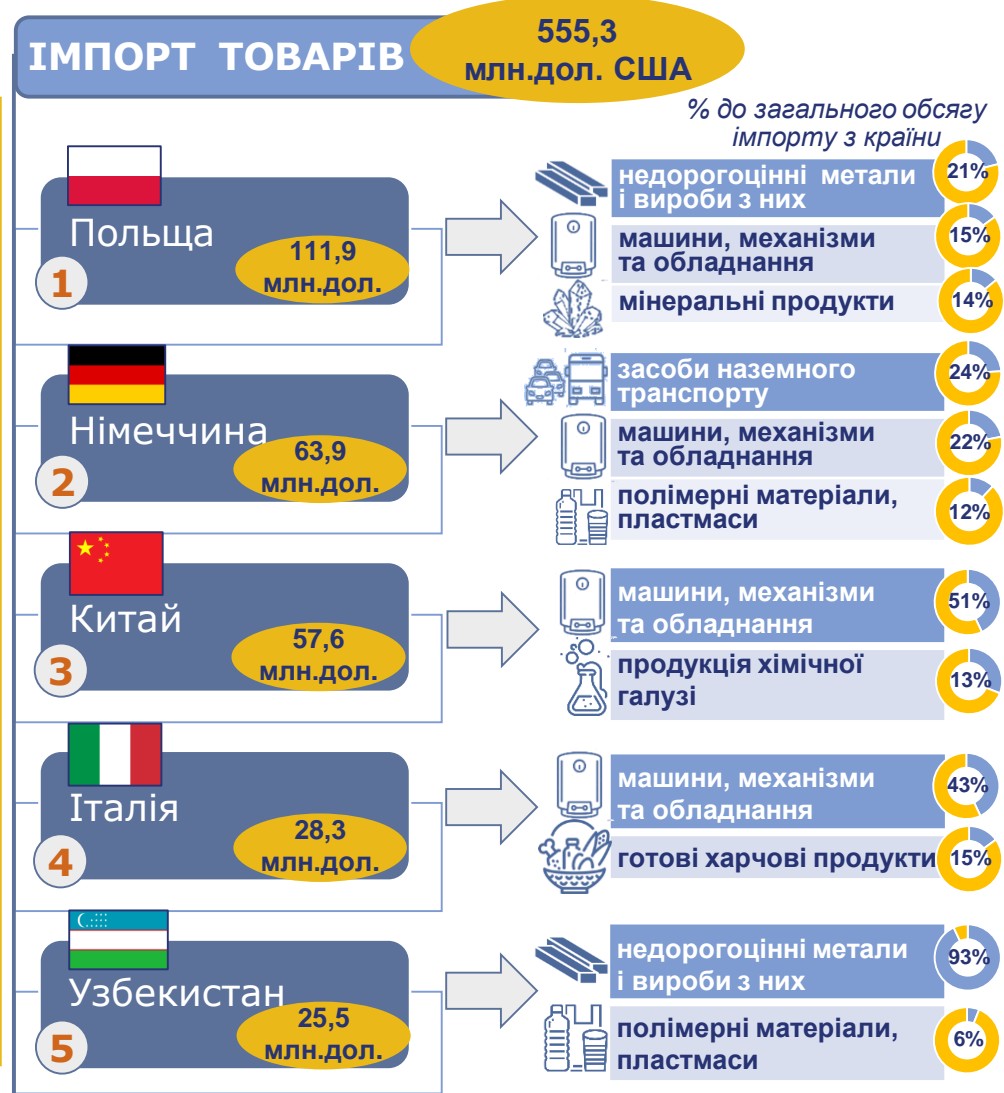 ІМПОРТ ТОВАРІВ
555,3
млн.дол. США
% до загального обсягу
імпорту з країни
Польща
111,9
млн.дол.
1
недорогоцінні метали
і вироби з них
21%
машини, механізми
та обладнання
15%
мінеральні продукти
14%
Німеччина
63,9
млн.дол.
2
засоби наземного
транспорту
24%
машини, механізми
та обладнання
22%
полімерні матеріали,
пластмаси
12%
Китай
57,6
млн.дол.
3
машини, механізми
та обладнання
51%
продукція хімічної
галузі
13%
Італія
28,3
млн.дол.
4
машини, механізми
та обладнання
43%
готові харчові продукти
15%
Узбекистан
25,5
млн.дол.
5
недорогоцінні метали
і вироби з них
93%
полімерні матеріали,
пластмаси
6%